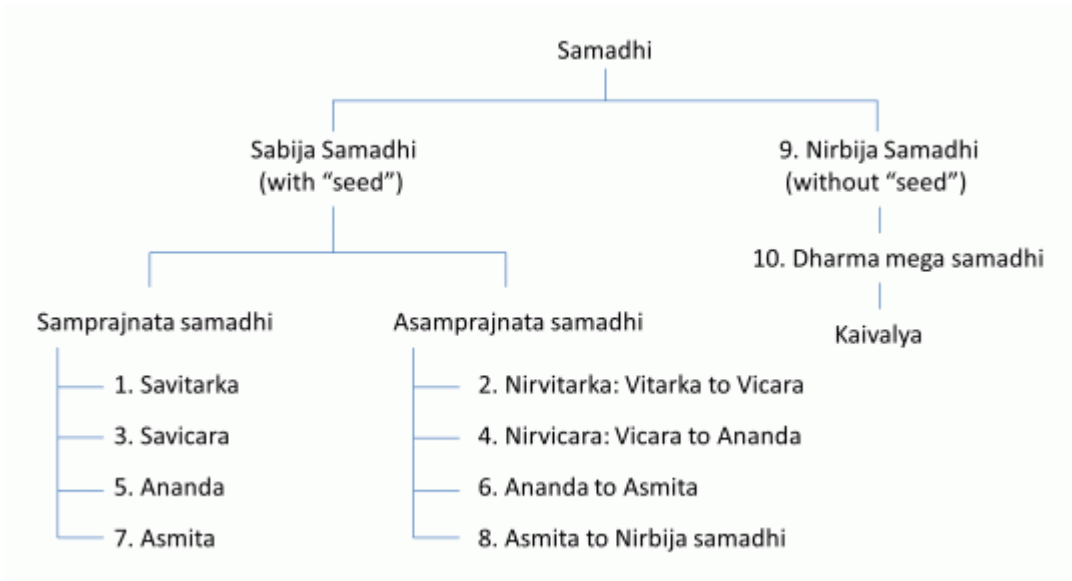 Samadhi
Sabija Samadhi
(with “seed”)
9. Nirbija Samadhi
(without “seed”)
10. Dharma mega samadhi
Kaivalya
Samprajnata samadhi
1. Savitarka
3. Savicara
5. Ananda
7. Asmita
Asamprajnata samadhi
2. Nirvitarka: Vitarka to Vicara
4. Nirvicara: Vicara to Ananda
6. Ananda to Asmita
8. Asmita to Nirbija samadhi